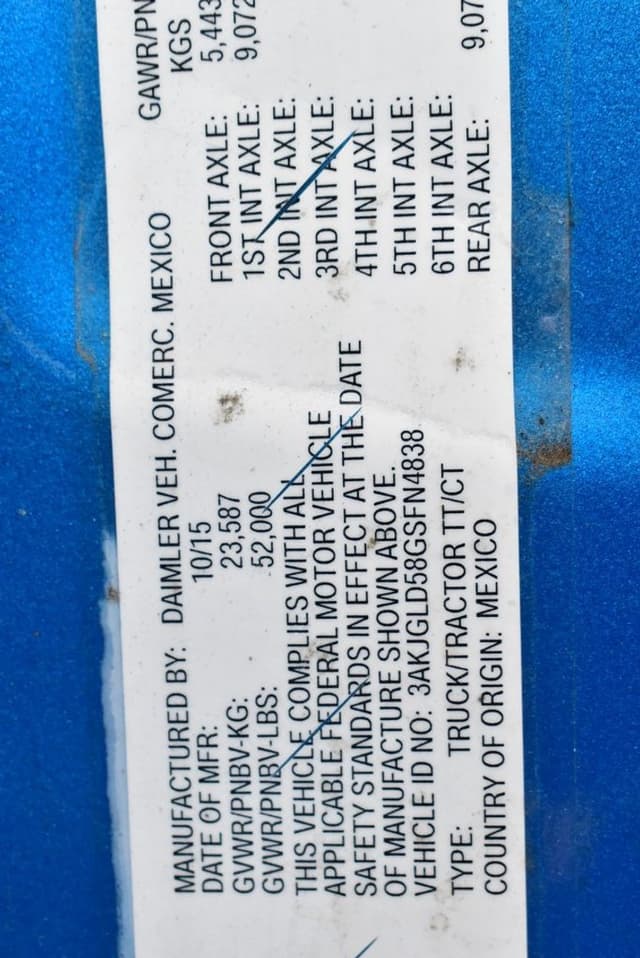 MANUFACTURED BY: DAIMLER VEH. COMERC. MEXICO
DATE OF MFR: 10/15
GVWR/PNBV-KG: 23,587
GVWR/PNBV-LBS: 52,000
THIS VEHICLE COMPLIES WITH ALL
APPLICABLE FEDERAL MOTOR VEHICLE
SAFETY STANDARDS IN EFFECT AT THE DATE
OF MANUFACTURE SHOWN ABOVE.
VEHICLE ID NO: 3AKJGLD58GSFN4838
TYPE: TRUCK/TRACTOR TT/CT
COUNTRY OF ORIGIN: MEXICO
GAWR/PN
KGS
FRONT AXLE: 5,443
1ST INT AXLE: 9,072
2ND INT AXLE:
3RD INT AXLE:
4TH INT AXLE:
5TH INT AXLE:
6TH INT AXLE:
REAR AXLE: 9,07